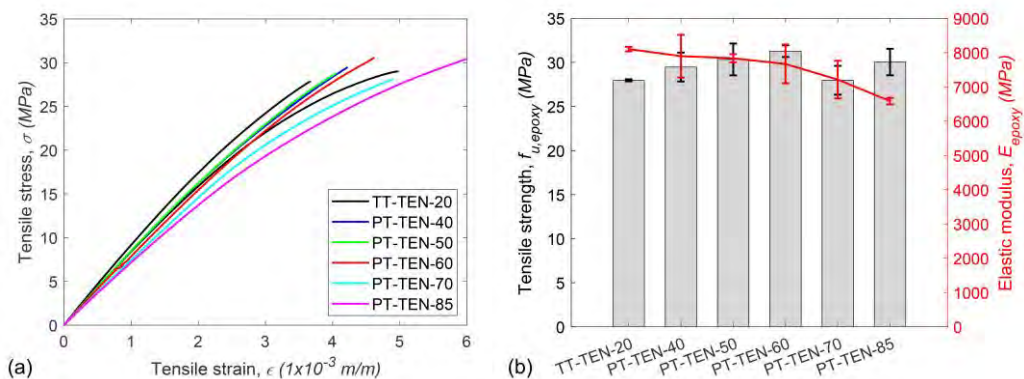 35
30
25
20
15
10
5
0
Tensile stress, σ (MPa)
0 1 2 3 4 5 6
Tensile strain, ϵ (1x10⁻³ m/m)
TT-TEN-20
PT-TEN-40
PT-TEN-50
PT-TEN-60
PT-TEN-70
PT-TEN-85
(a)
35
30
25
20
15
10
5
0
Tensile strength, f_{u,epoxy} (MPa)
TT-TEN-20
PT-TEN-40
PT-TEN-50
PT-TEN-60
PT-TEN-70
PT-TEN-85
9000
8000
7000
6000
5000
4000
3000
2000
1000
0
Elastic modulus, E_{epoxy} (MPa)
(b)